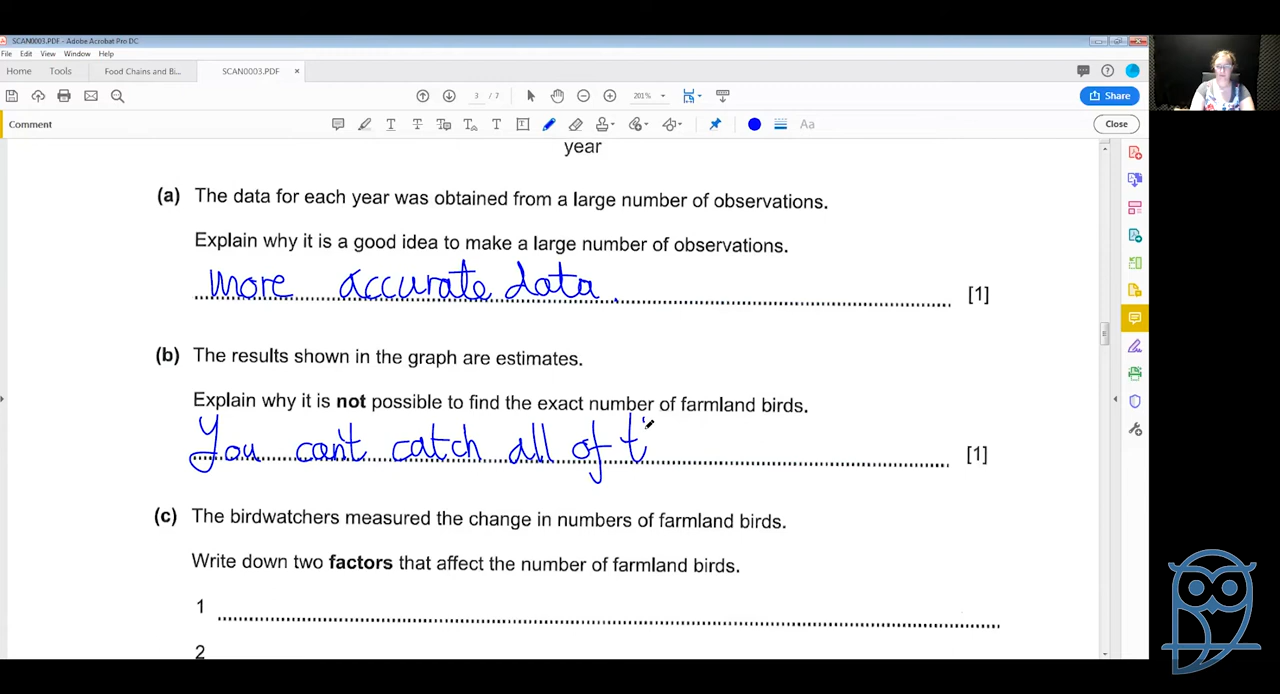 SCAN0003.PDF - Adobe Acrobat Pro DC
File Edit View Window Help
Home Tools Food Chains and Bi... SCAN0003.PDF ×
3 / 7 201% Share
Comment Aa Close
year
(a) The data for each year was obtained from a large number of observations.
Explain why it is a good idea to make a large number of observations.
more accurate data. [1]
(b) The results shown in the graph are estimates.
Explain why it is not possible to find the exact number of farmland birds.
You can't catch all of t [1]
(c) The birdwatchers measured the change in numbers of farmland birds.
Write down two factors that affect the number of farmland birds.
1
2